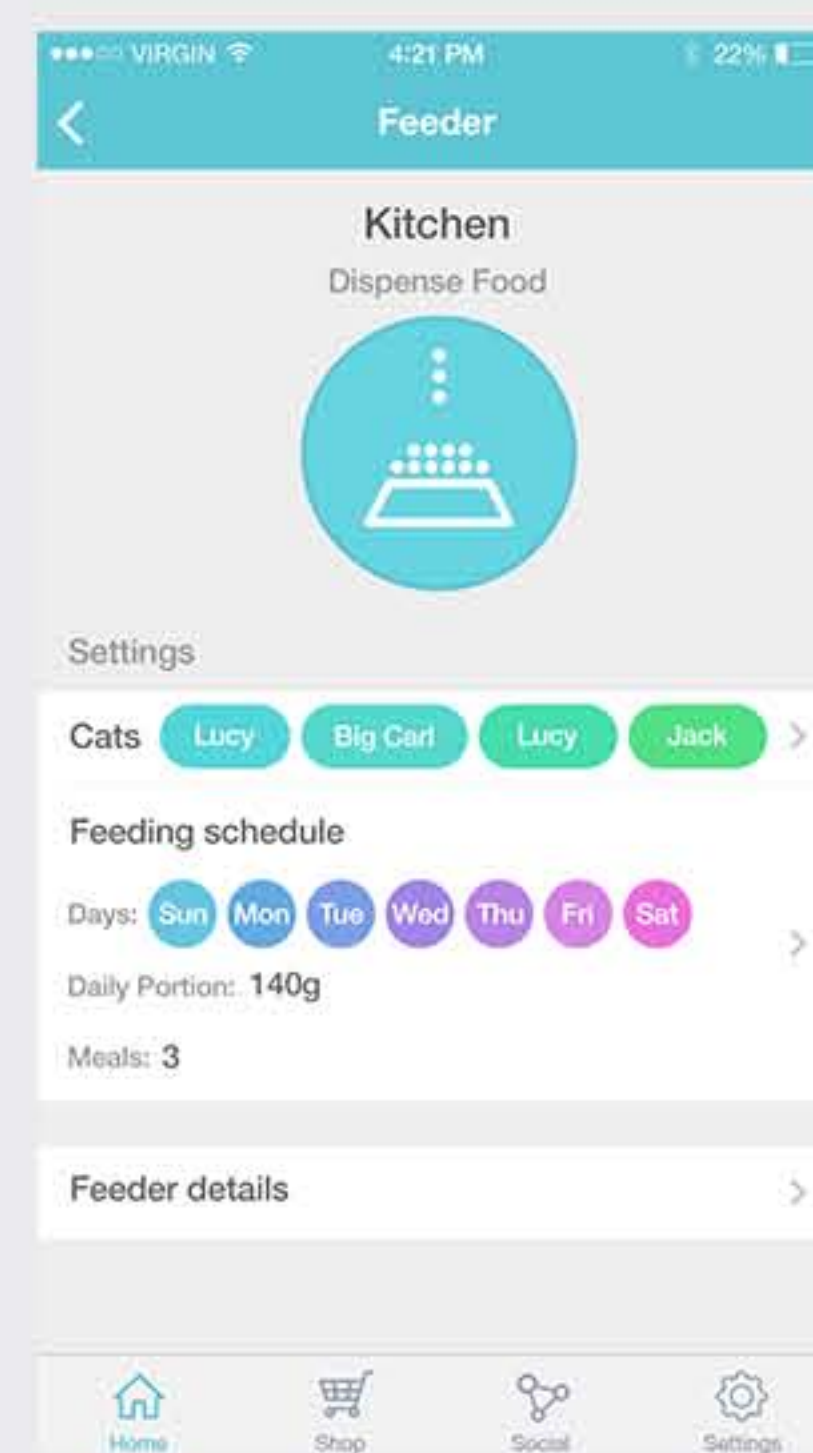 VIRGIN 4:21 PM 22%
Feeder
Kitchen
Dispense Food
Settings
Cats Lucy Big Carl Lucy Jack
Feeding schedule
Days: Sun Mon Tue Wed Thu Fri Sat
Daily Portion: 140g
Meals: 3
Feeder details
Home Shop Social Settings